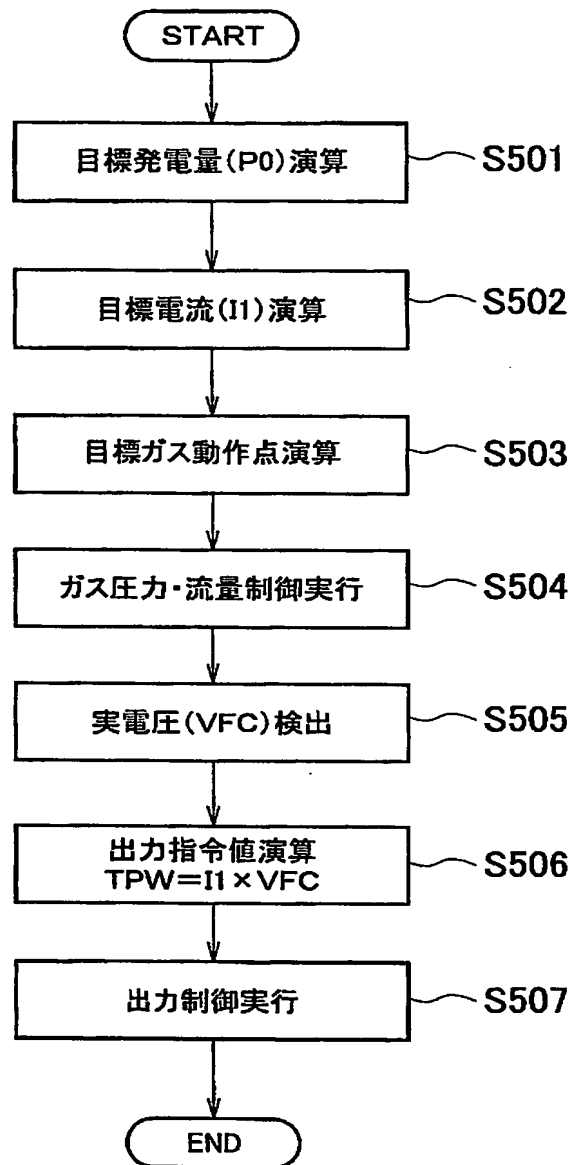 START
目標発電量(P0)演算
S501
目標電流(I1)演算
S502
目標ガス動作点演算
S503
ガス圧力・流量制御実行
S504
実電圧(VFC)検出
S505
出力指令値演算
TPW=I1×VFC
S506
出力制御実行
S507
END